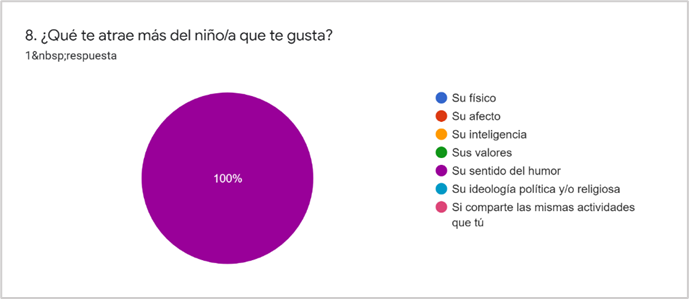 8. ¿Qué te atrae más del niño/a que te gusta?
1&nbsp;respuesta
100%
Su físico
Su afecto
Su inteligencia
Sus valores
Su sentido del humor
Su ideología política y/o religiosa
Si comparte las mismas actividades
que tú